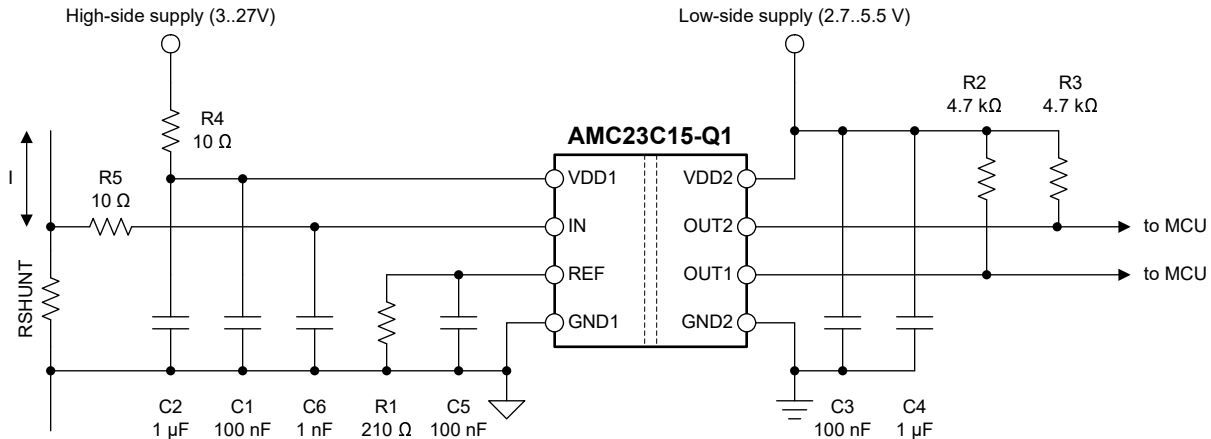 High-side supply (3..27V)
Low-side supply (2.7..5.5 V)
R4
10 Ω
R2
4.7 kΩ
R3
4.7 kΩ
AMC23C15-Q1
I
R5
10 Ω
VDD1
VDD2
IN
OUT2
to MCU
RSHUNT
REF
OUT1
to MCU
GND1
GND2
C2
1 µF
C1
100 nF
C6
1 nF
R1
210 Ω
C5
100 nF
C3
100 nF
C4
1 µF